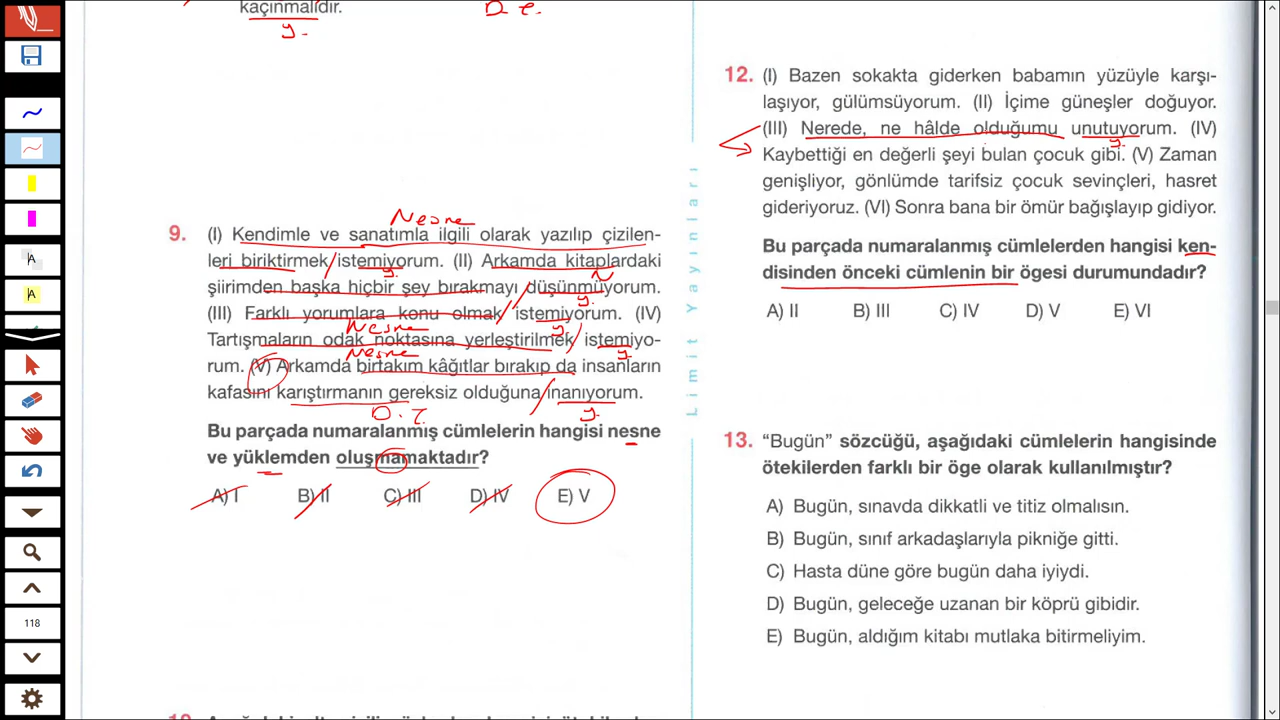 kaçınmalıdır.
y.
D. t.
9. (I) Kendimle ve sanatımla ilgili olarak yazılıp çizilen-
leri biriktirmek istemiyorum. (II) Arkamda kitaplardaki
şiirimden başka hiçbir şey bırakmayı düşünmüyorum.
(III) Farklı yorumlara konu olmak istemiyorum. (IV)
Tartışmaların odak noktasına yerleştirilmek istemiyo-
rum. (V) Arkamda birtakım kâğıtlar bırakıp da insanların
kafasını karıştırmanın gereksiz olduğuna inanıyorum.
Nesne
y.
N
y.
y.
Nesne
y
Nesne
D. T.
y.
Bu parçada numaralanmış cümlelerin hangisi nesne
ve yüklemden oluşmamaktadır?
A) I B) II C) III D) IV E) V
12. (I) Bazen sokakta giderken babamın yüzüyle karşı-
laşıyor, gülümsüyorum. (II) İçime güneşler doğuyor.
(III) Nerede, ne hâlde olduğumu unutuyorum. (IV)
y.
Kaybettiği en değerli şeyi bulan çocuk gibi. (V) Zaman
genişliyor, gönlümde tarifsiz çocuk sevinçleri, hasret
gideriyoruz. (VI) Sonra bana bir ömür bağışlayıp gidiyor.
Bu parçada numaralanmış cümlelerden hangisi ken-
disinden önceki cümlenin bir ögesi durumundadır?
A) II B) III C) IV D) V E) VI
13. “Bugün” sözcüğü, aşağıdaki cümlelerin hangisinde
ötekilerden farklı bir öge olarak kullanılmıştır?
A) Bugün, sınavda dikkatli ve titiz olmalısın.
B) Bugün, sınıf arkadaşlarıyla pikniğe gitti.
C) Hasta düne göre bugün daha iyiydi.
D) Bugün, geleceğe uzanan bir köprü gibidir.
E) Bugün, aldığım kitabı mutlaka bitirmeliyim.
Limit Yayınları
A
A
118